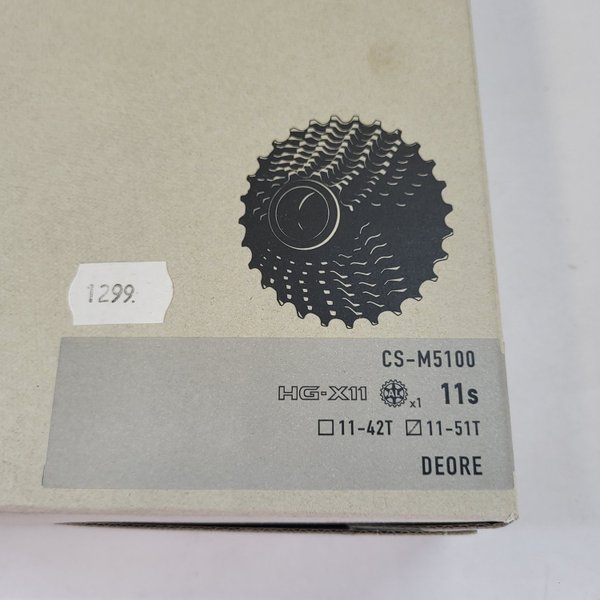 1299.
CS-M5100
HG-X11 x1 11s
11-42T 11-51T
DEORE